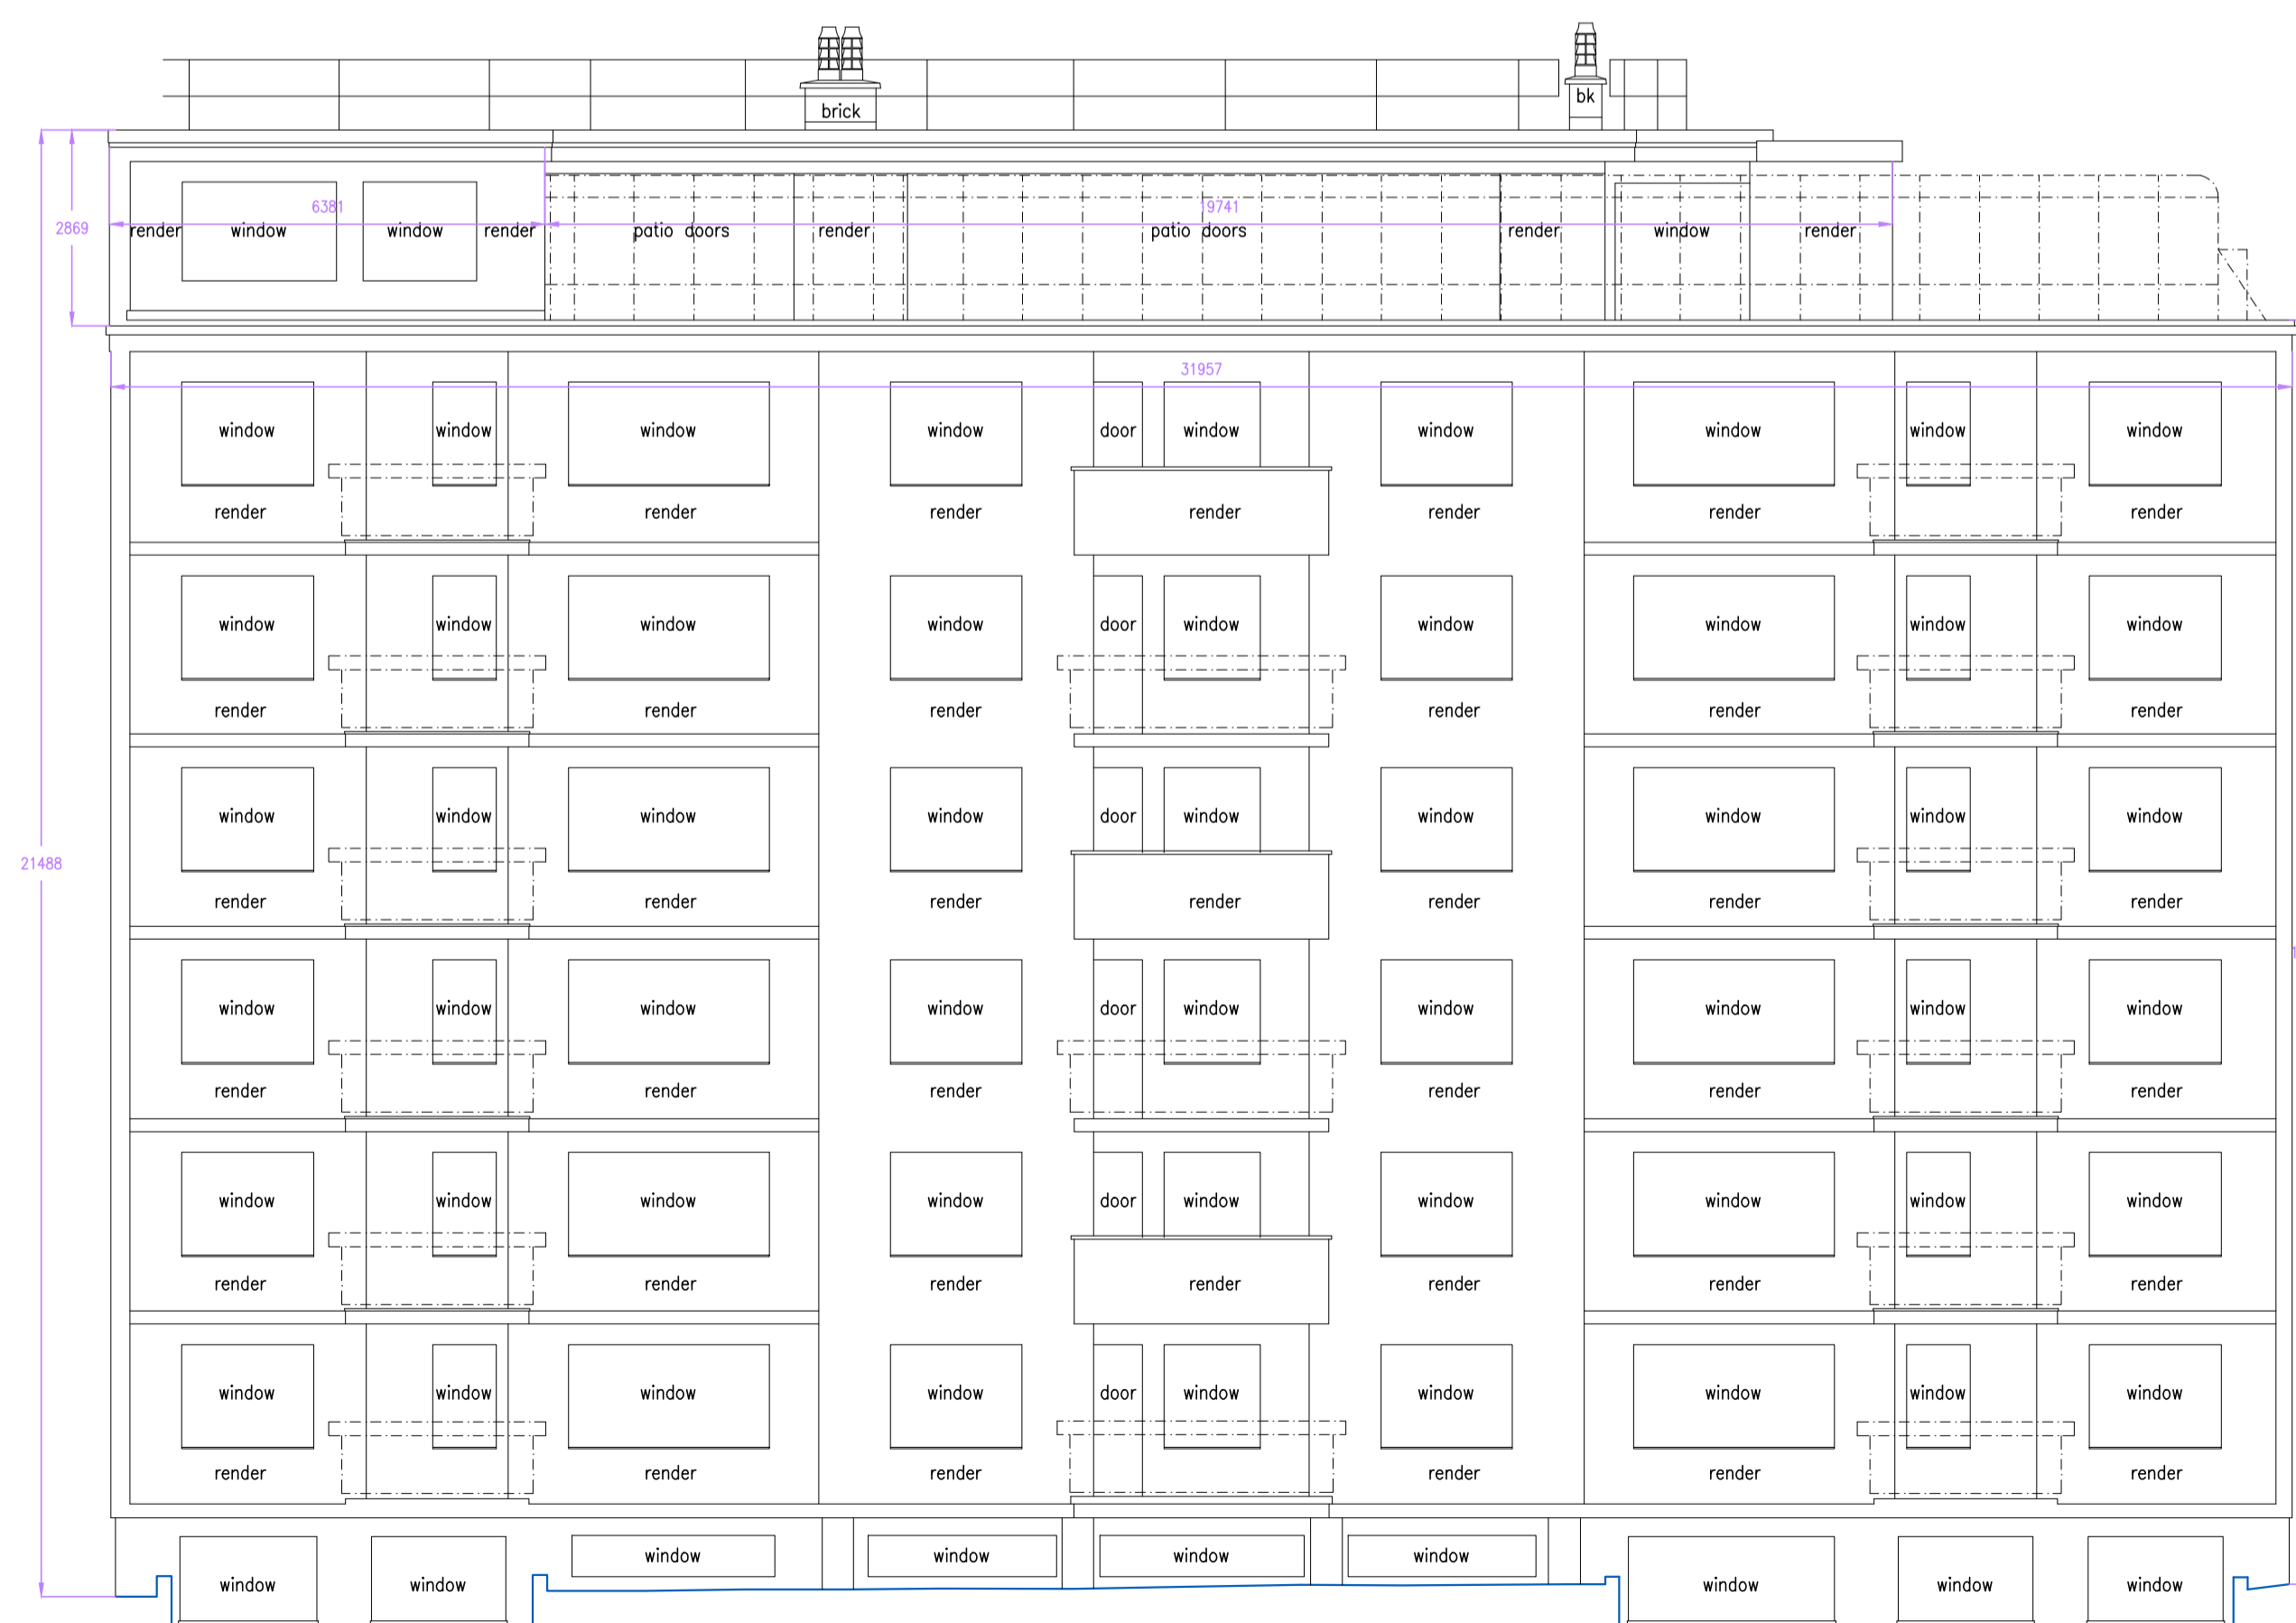 brick
bk
6381
19741
2869
render window window render patio doors render patio doors render window render
31957
window window window window door window window window window window
render render render render render render render
window window window window door window window window window window
render render render render render render
window window window window door window window window window window
21488
render render render render render render render
window window window window door window window window window window
render render render render render render
window window window window door window window window window window
render render render render render render render
window window window window door window window window window window
render render render render render render
window window window window
window window window window window